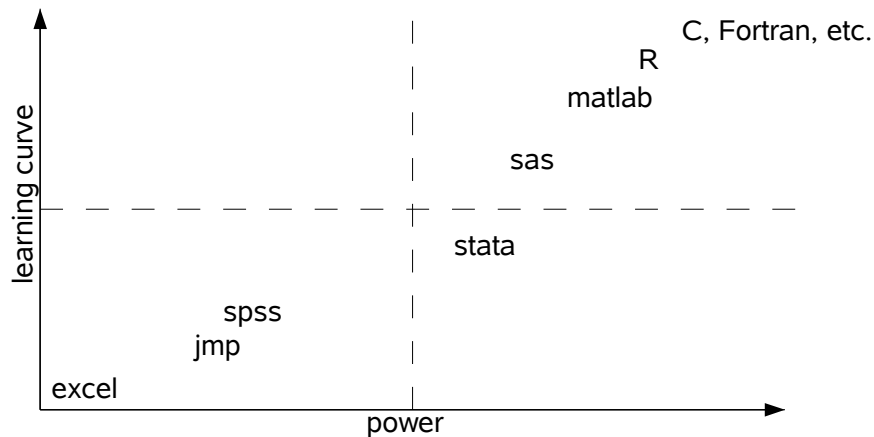 C, Fortran, etc.
R
matlab
sas
learning curve
stata
spss
jmp
excel
power